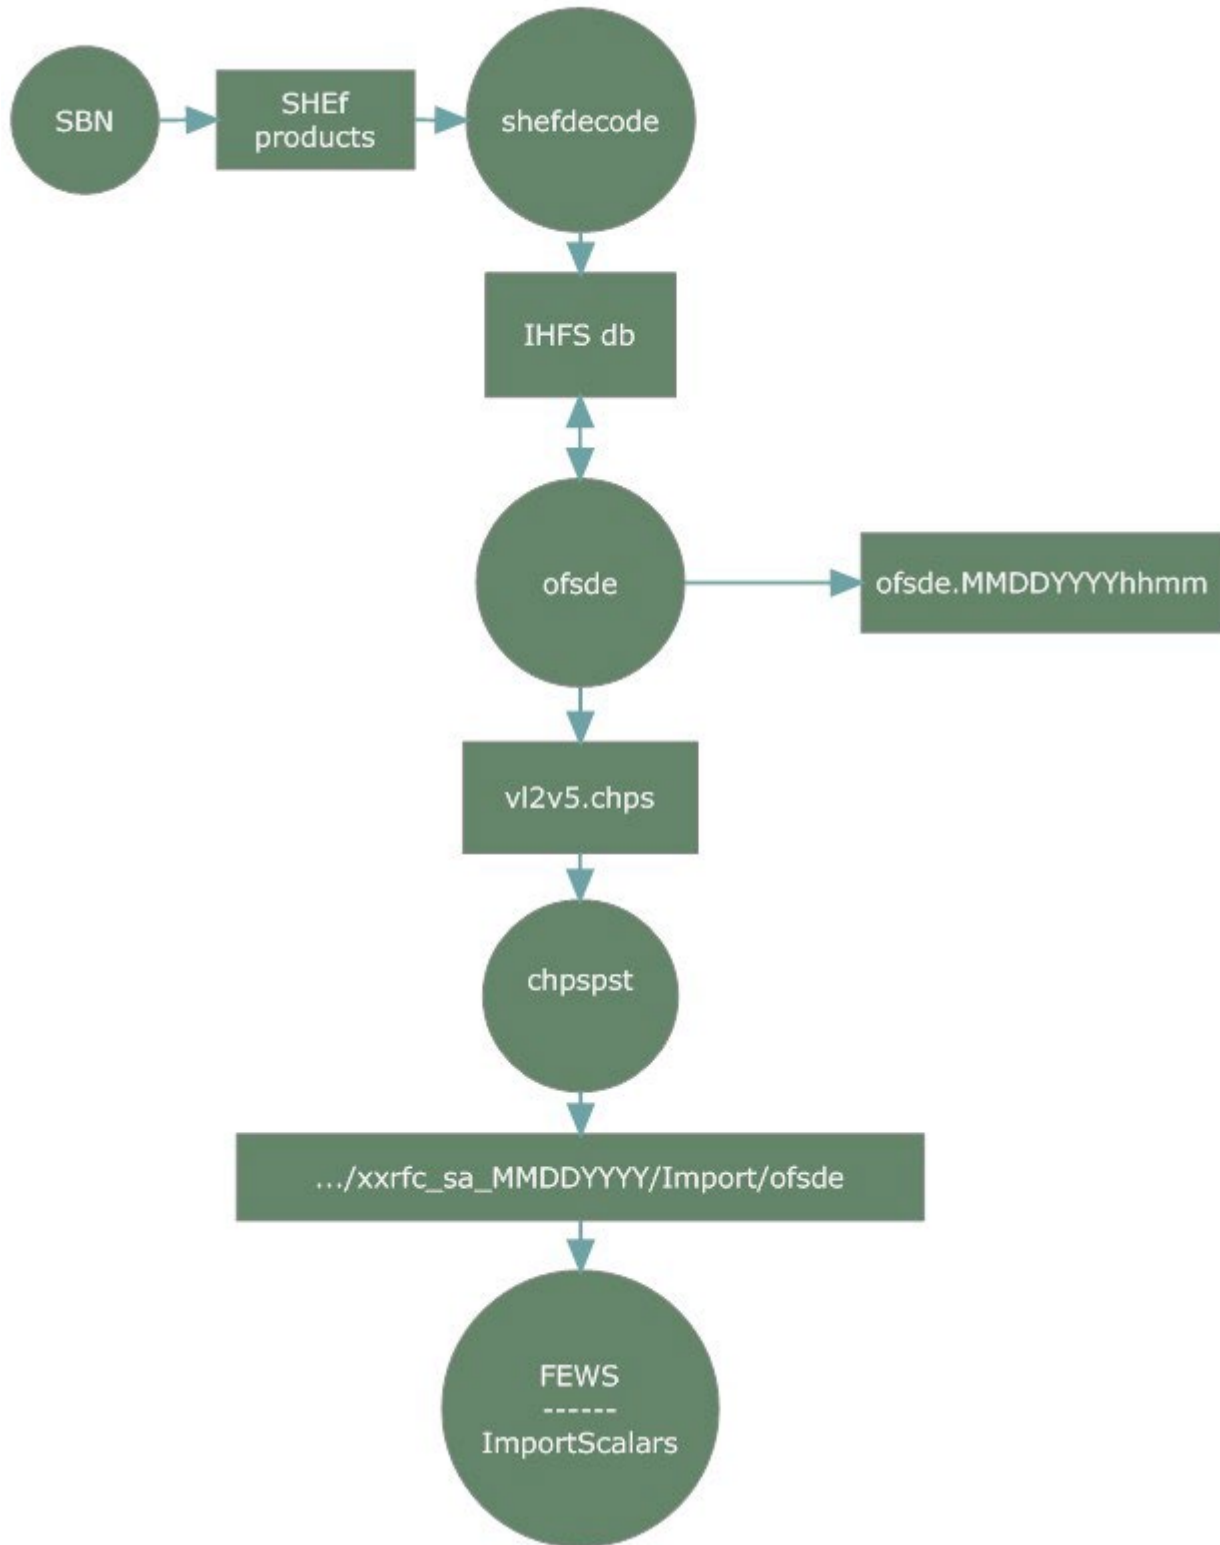 SBN
SHEf
products
shefdecode
IHFS db
ofsde
ofsde.MMDDYYYYhhmm
vl2v5.chps
chpspst
.../xxrfc_sa_MMDDYYYY/Import/ofsde
FEWS
------
ImportScalars